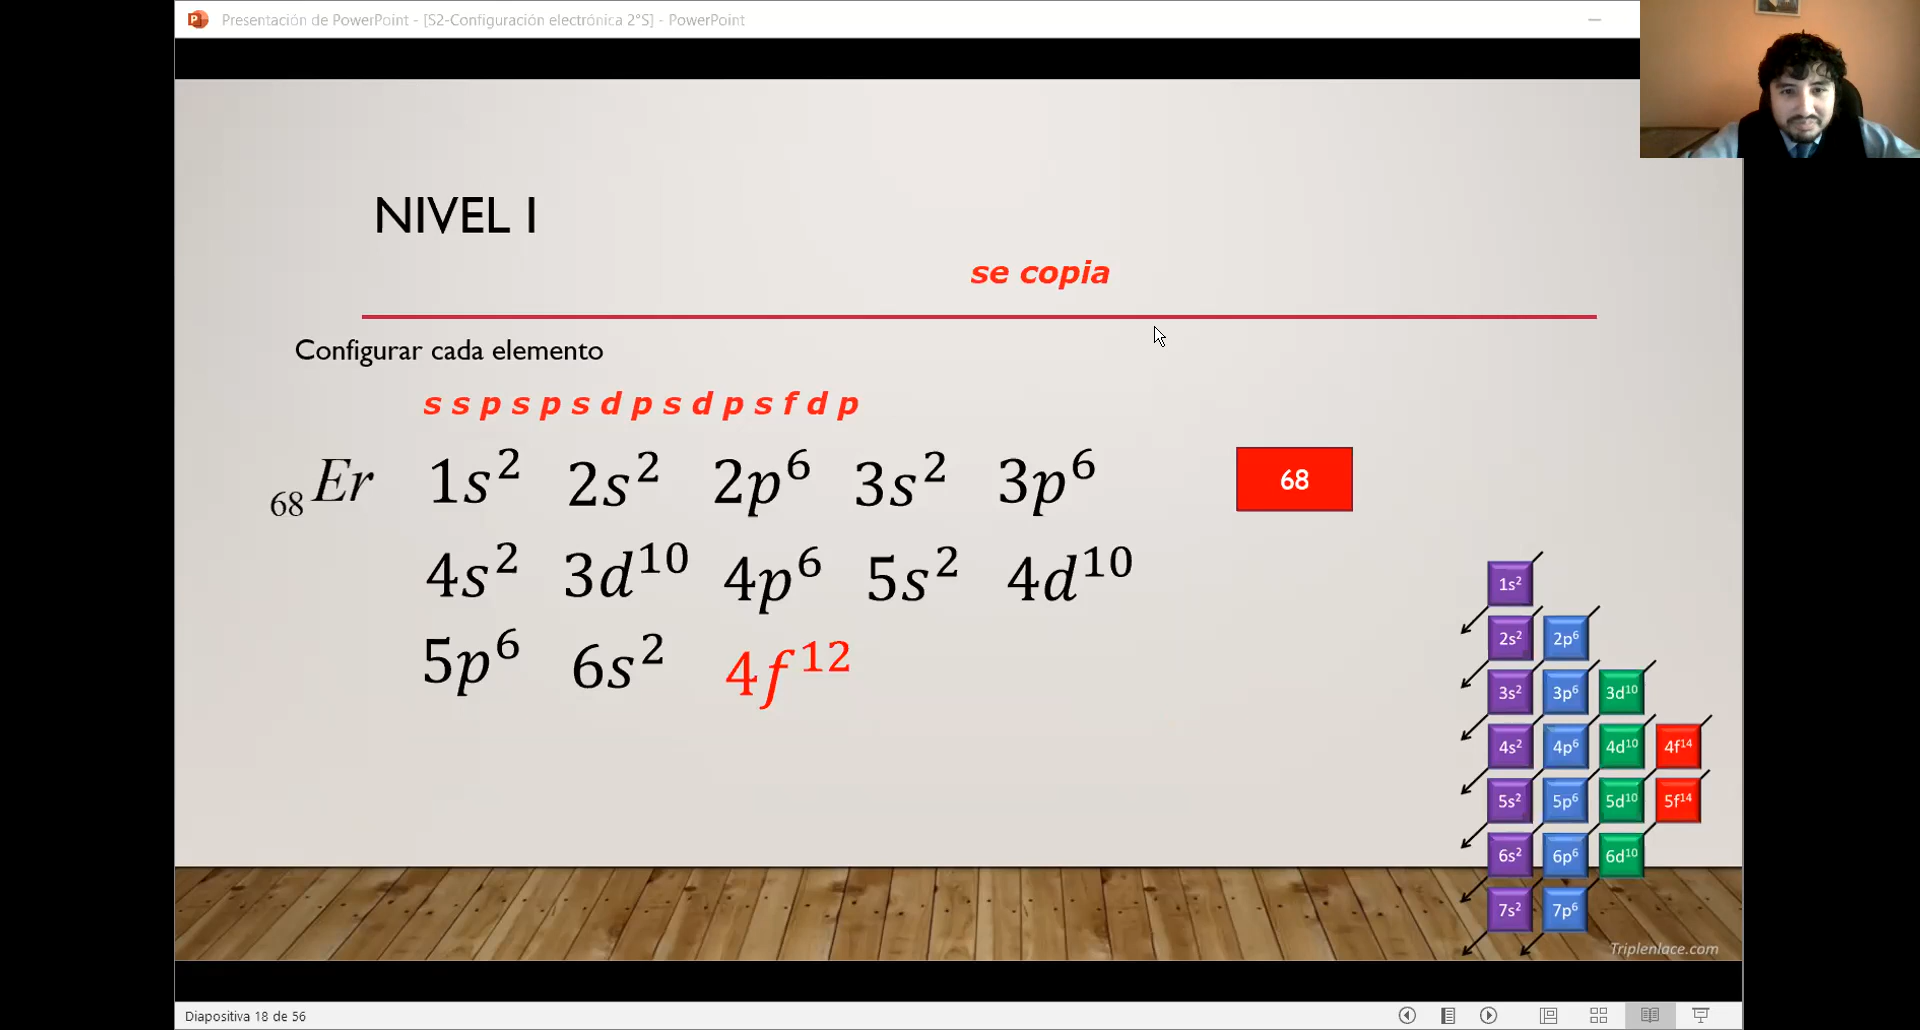 Presentación de PowerPoint - [S2-Configuración electrónica 2°S] - PowerPoint
NIVEL I
se copia
Configurar cada elemento
s s p s p s d p s d p s f d p
₆₈Er 1s² 2s² 2p⁶ 3s² 3p⁶
68
4s² 3d¹⁰ 4p⁶ 5s² 4d¹⁰
5p⁶ 6s² 4f¹²
1s²
2s² 2p⁶
3s² 3p⁶ 3d¹⁰
4s² 4p⁶ 4d¹⁰ 4f¹⁴
5s² 5p⁶ 5d¹⁰ 5f¹⁴
6s² 6p⁶ 6d¹⁰
7s² 7p⁶
Triplenlace.com
Diapositiva 18 de 56